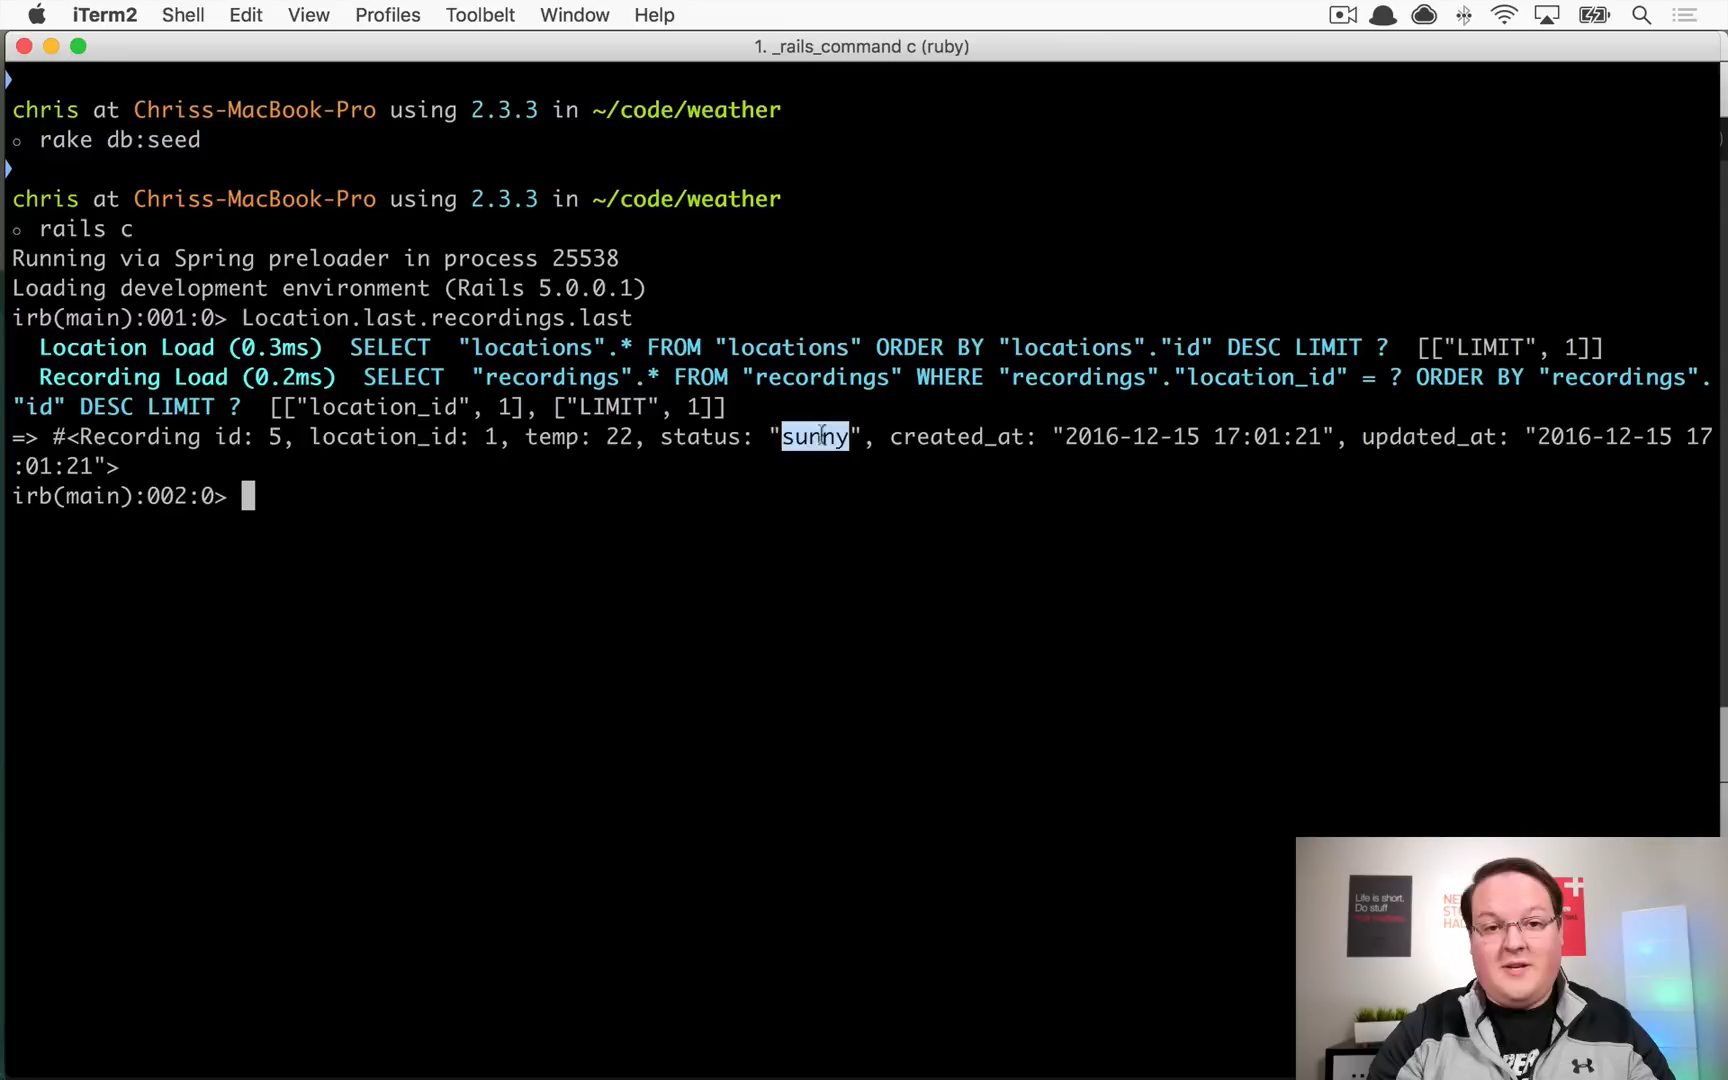 iTerm2 Shell Edit View Profiles Toolbelt Window Help
1. _rails_command c (ruby)
chris at Chriss-MacBook-Pro using 2.3.3 in ~/code/weather
○ rake db:seed
chris at Chriss-MacBook-Pro using 2.3.3 in ~/code/weather
○ rails c
Running via Spring preloader in process 25538
Loading development environment (Rails 5.0.0.1)
irb(main):001:0> Location.last.recordings.last
Location Load (0.3ms)  SELECT  "locations".* FROM "locations" ORDER BY "locations"."id" DESC LIMIT ?  [["LIMIT", 1]]
Recording Load (0.2ms)  SELECT  "recordings".* FROM "recordings" WHERE "recordings"."location_id" = ? ORDER BY "recordings".
"id" DESC LIMIT ?  [["location_id", 1], ["LIMIT", 1]]
=> #<Recording id: 5, location_id: 1, temp: 22, status: "sunny", created_at: "2016-12-15 17:01:21", updated_at: "2016-12-15 17
:01:21">
irb(main):002:0>
Life is short.
Do stuff